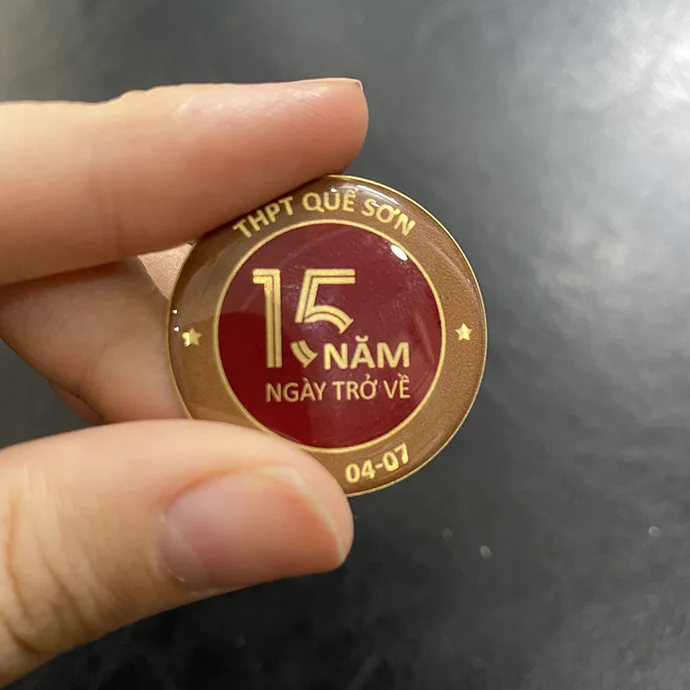 THPT QUẾ SƠN
15 NĂM
NGÀY TRỞ VỀ
04-07